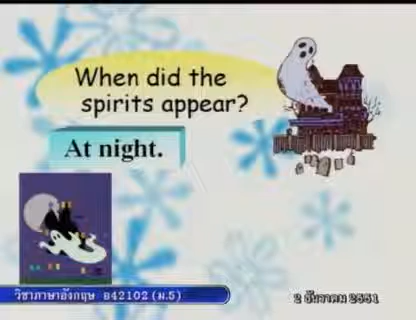 When did the
spirits appear?
At night.
วิชาภาษาอังกฤษ อ42102 (ม.5)
2 ธันวาคม 2551